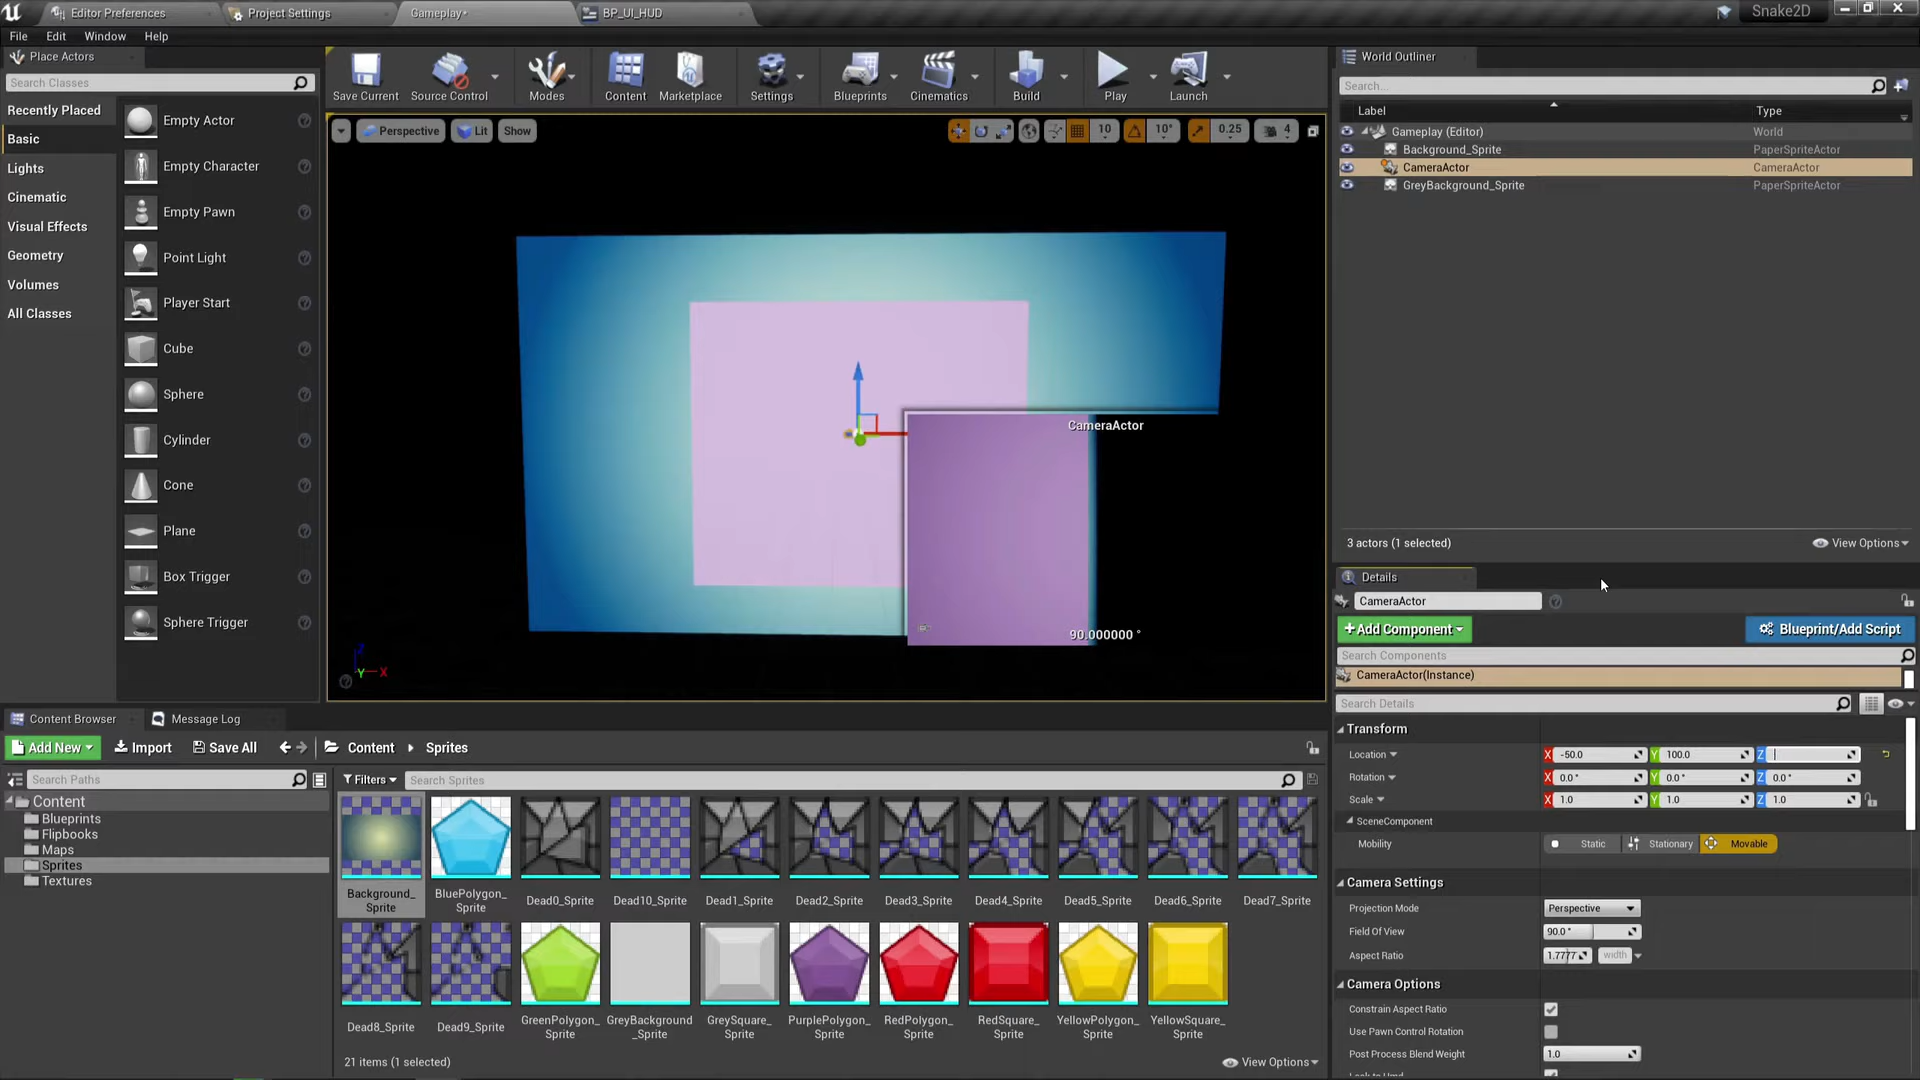 Editor Preferences
Project Settings
Gameplay•
BP_UI_HUD
Snake2D
File Edit Window Help
Place Actors
Search Classes
Recently Placed
Basic
Lights
Cinematic
Visual Effects
Geometry
Volumes
All Classes
Empty Actor
Empty Character
Empty Pawn
Point Light
Player Start
Cube
Sphere
Cylinder
Cone
Plane
Box Trigger
Sphere Trigger
Save Current
Source Control
Modes
Content
Marketplace
Settings
Blueprints
Cinematics
Build
Play
Launch
Perspective
Lit
Show
10
10°
0.25
4
CameraActor
90.000000 °
Z
Y X
World Outliner
Search...
Label Type
Gameplay (Editor) World
Background_Sprite PaperSpriteActor
CameraActor CameraActor
GreyBackground_Sprite PaperSpriteActor
3 actors (1 selected)
View Options
Details
CameraActor
+Add Component
Blueprint/Add Script
Search Components
CameraActor(Instance)
Search Details
Transform
Location X -50.0 Y 100.0 Z
Rotation X 0.0 ° Y 0.0 ° Z 0.0 °
Scale X 1.0 Y 1.0 Z 1.0
SceneComponent
Mobility Static Stationary Movable
Camera Settings
Projection Mode Perspective
Field Of View 90.0 °
Aspect Ratio 1.7777 width
Camera Options
Constrain Aspect Ratio
Use Pawn Control Rotation
Post Process Blend Weight 1.0
Content Browser
Message Log
Add New
Import
Save All
Content
Sprites
Search Paths
Filters
Search Sprites
Content
Blueprints
Flipbooks
Maps
Sprites
Textures
Background_
Sprite
BluePolygon_
Sprite
Dead0_Sprite
Dead10_Sprite
Dead1_Sprite
Dead2_Sprite
Dead3_Sprite
Dead4_Sprite
Dead5_Sprite
Dead6_Sprite
Dead7_Sprite
Dead8_Sprite
Dead9_Sprite
GreenPolygon_
Sprite
GreyBackground
_Sprite
GreySquare_
Sprite
PurplePolygon_
Sprite
RedPolygon_
Sprite
RedSquare_
Sprite
YellowPolygon_
Sprite
YellowSquare_
Sprite
21 items (1 selected)
View Options